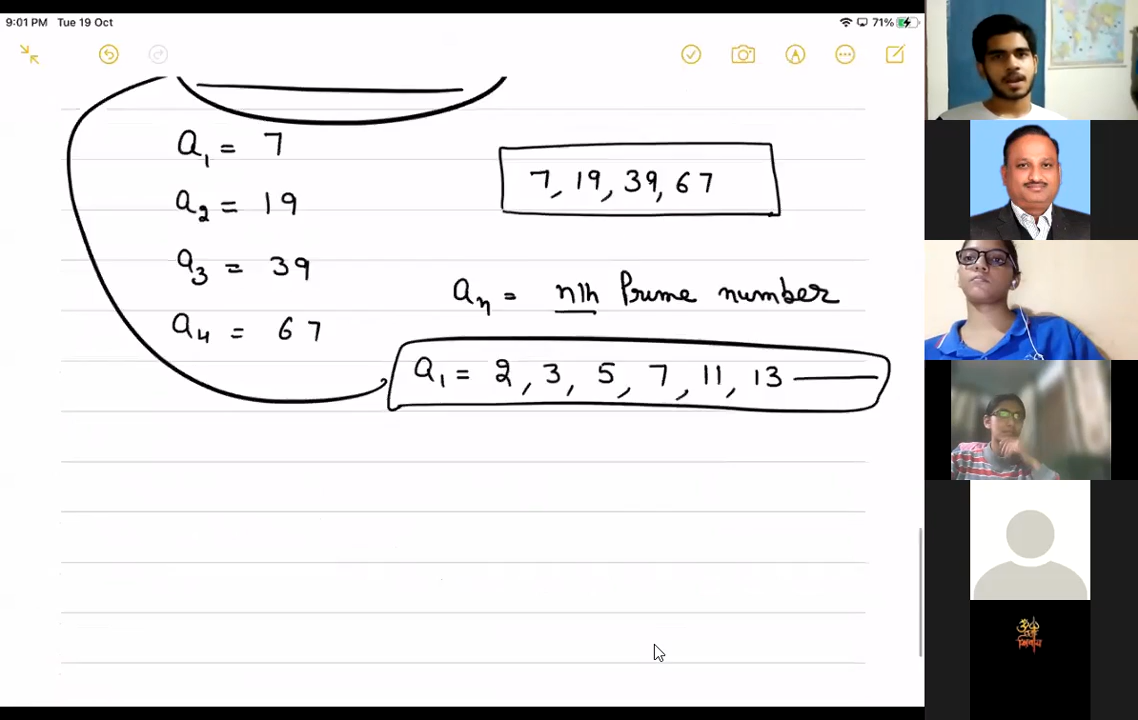 9:01 PM Tue 19 Oct 71%
a₁ = 7
7, 19, 39, 67
a₂ = 19
a₃ = 39
aₙ = nth Prime number
a₄ = 67
a₁ = 2, 3, 5, 7, 11, 13